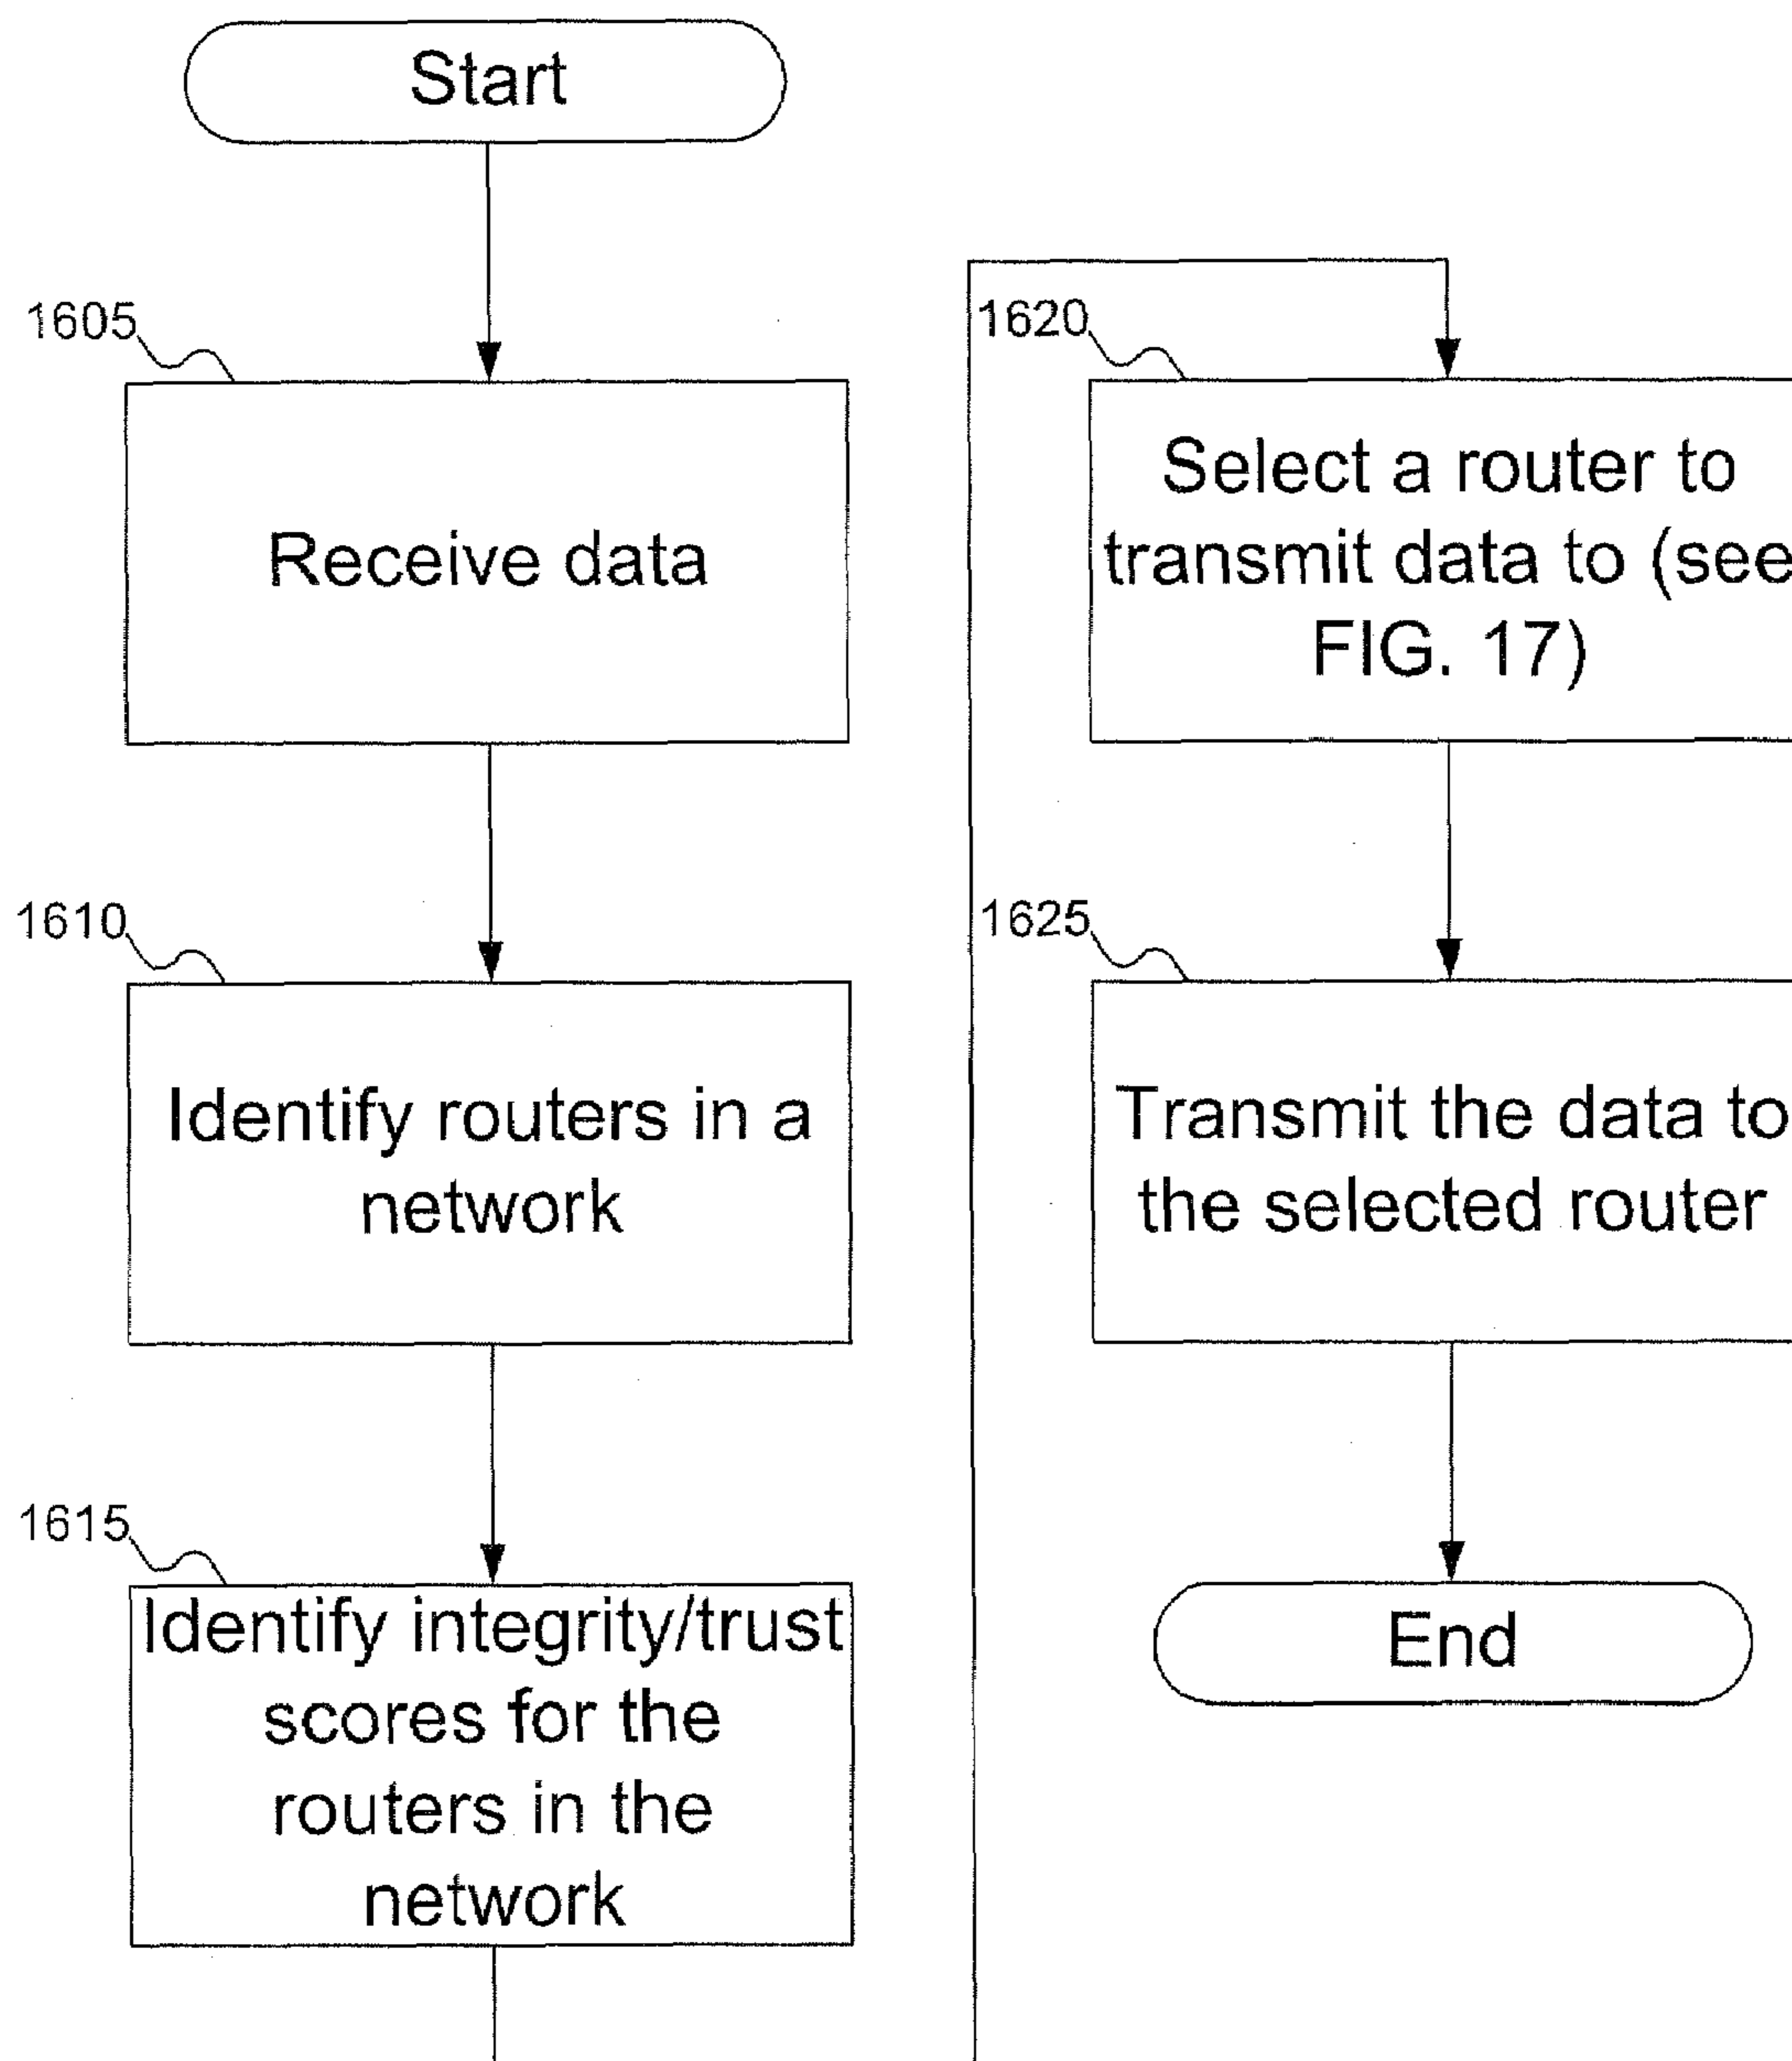 Start
1605
Receive data
1610
Identify routers in a
network
1615
Identify integrity/trust
scores for the
routers in the
network
1620
Select a router to
transmit data to (see
FIG. 17)
1625
Transmit the data to
the selected router
End